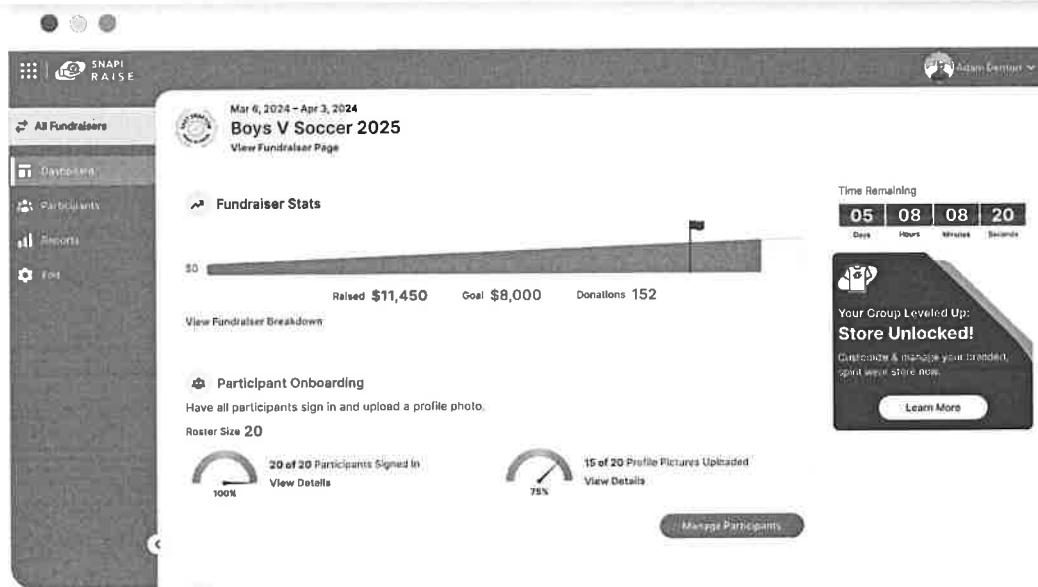 SNAP!
RAISE
Adam Denton
All Fundraisers
Dashboard
Participants
Reports
Edit
Mar 6, 2024 – Apr 3, 2024
Boys V Soccer 2025
View Fundraiser Page
Fundraiser Stats
$0
Raised $11,450 Goal $8,000 Donations 152
View Fundraiser Breakdown
Participant Onboarding
Have all participants sign in and upload a profile photo.
Roster Size 20
100%
20 of 20 Participants Signed In
View Details
75%
15 of 20 Profile Pictures Uploaded
View Details
Manage Participants
Time Remaining
05 08 08 20
Days Hours Minutes Seconds
Your Group Leveled Up:
Store Unlocked!
Customize & manage your branded,
spirit wear store now.
Learn More